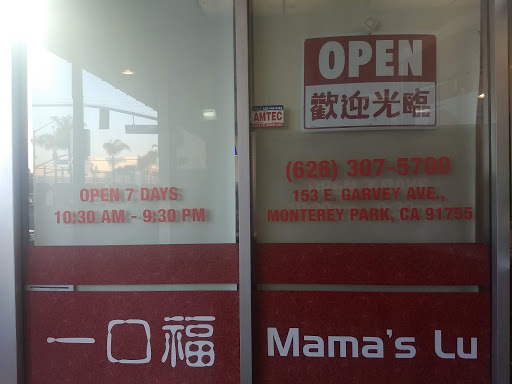 OPEN
歡迎光臨
AMTEC
(626) 307-5700
153 E. GARVEY AVE.,
MONTEREY PARK, CA 91755
OPEN 7 DAYS
10:30 AM - 9:30 PM
一口福
Mama's Lu